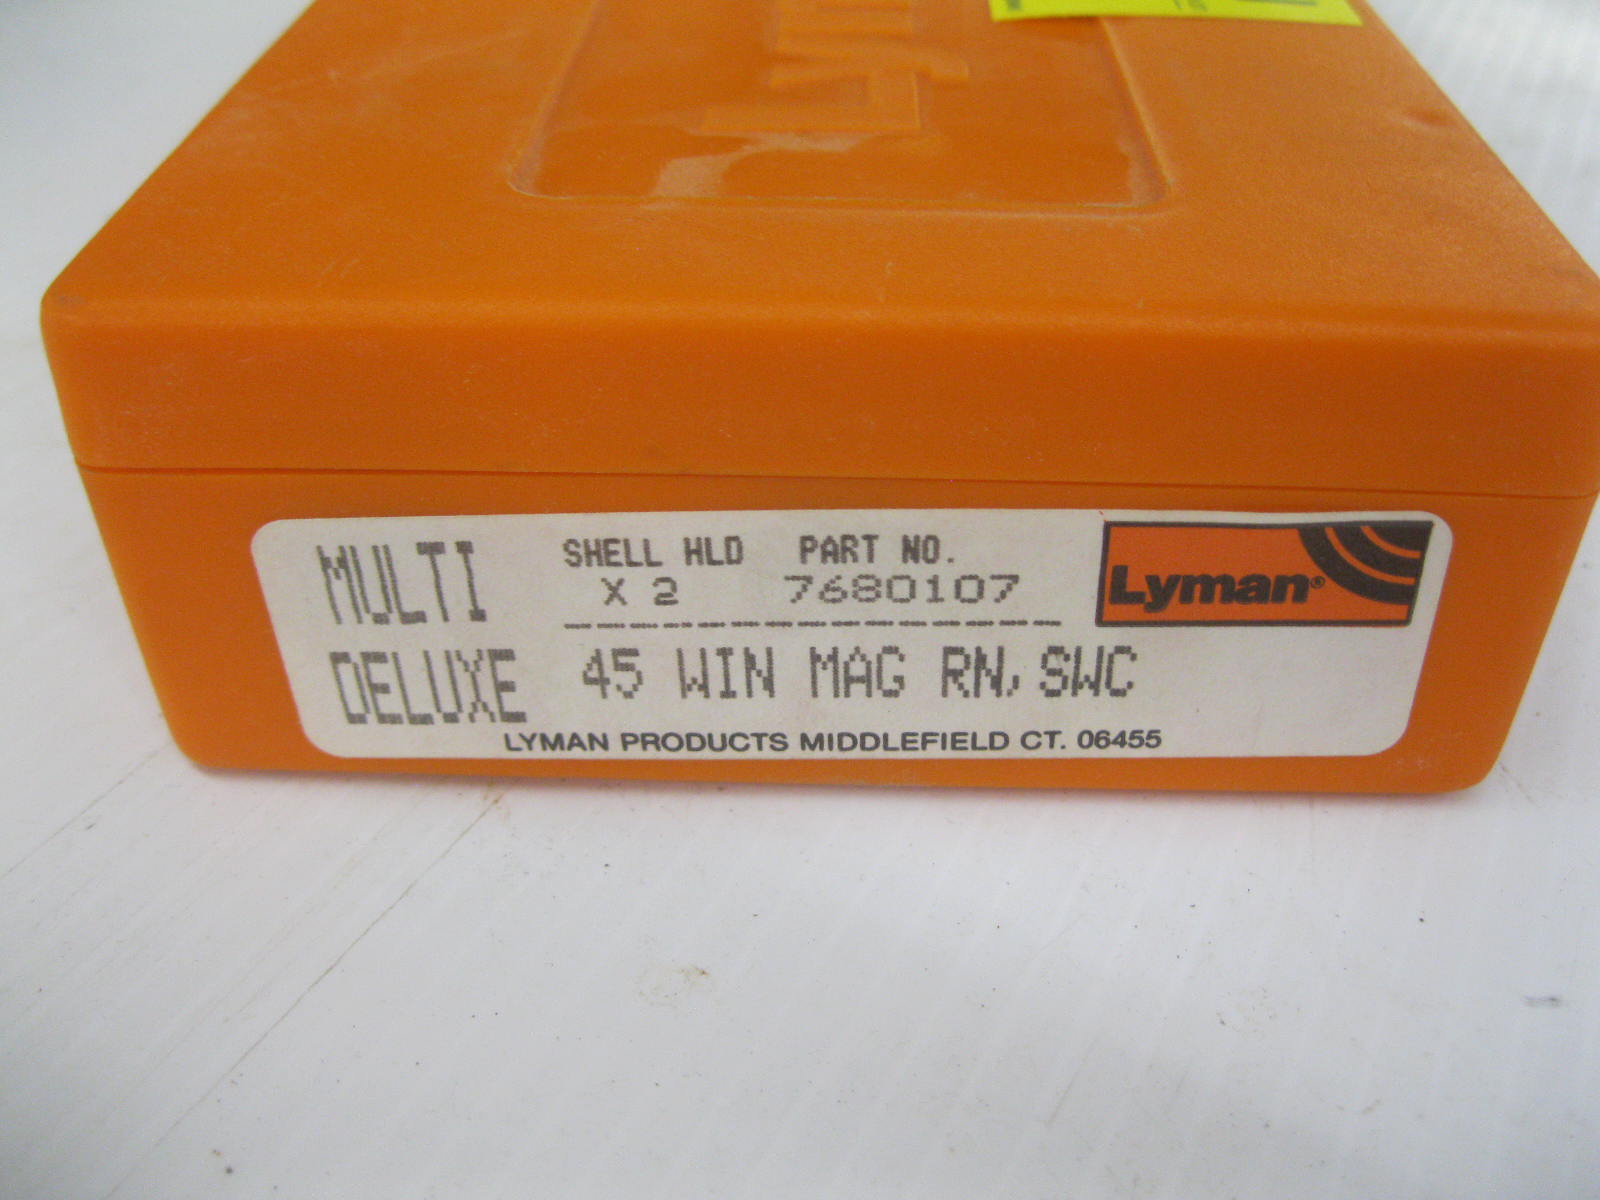 MULTI SHELL HLD PART NO.
X 2 7680107
Lyman®
DELUXE 45 WIN MAG RN, SWC
LYMAN PRODUCTS MIDDLEFIELD CT. 06455